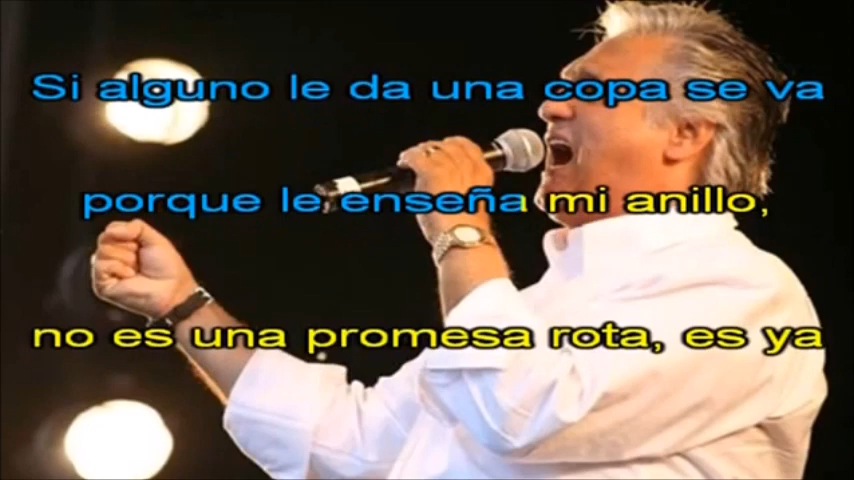 Si alguno le da una copa se va
porque le enseña mi anillo,
no es una promesa rota, es ya